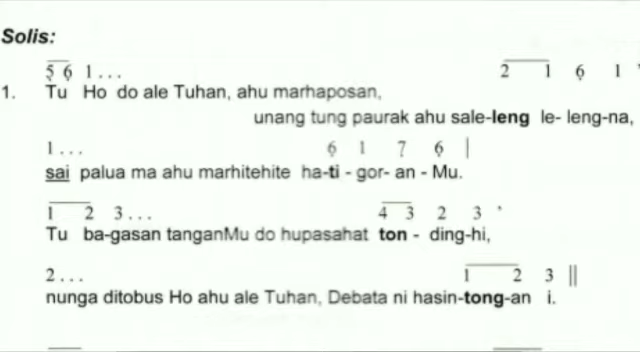 Solis:
5̣ 6̣ 1 . . . 2 1 6̣ 1 '
1. Tu Ho do ale Tuhan, ahu marhaposan,
unang tung paurak ahu sale-leng le- leng-na,
1 . . . 6̣ 1 7̣ 6̣ |
sai palua ma ahu marhitehite ha-ti - gor- an - Mu.
1 2 3 . . . 4 3 2 3 '
Tu ba-gasan tanganMu do hupasahat ton - ding-hi,
2 . . . 1 2 3 ||
nunga ditobus Ho ahu ale Tuhan, Debata ni hasin-tong-an i.